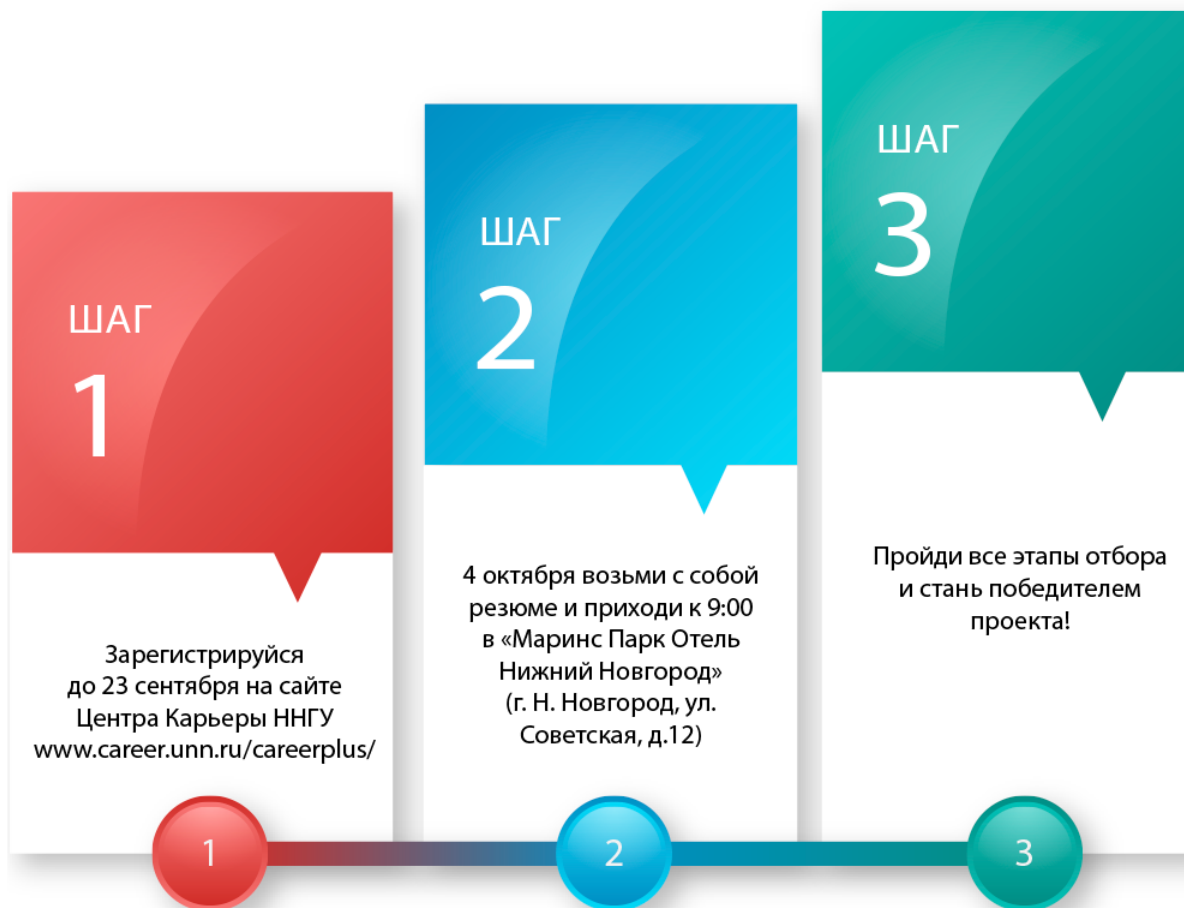 ШАГ
1
Зарегистрируйся
до 23 сентября на сайте
Центра Карьеры ННГУ
www.career.unn.ru/careerplus/
1
ШАГ
2
4 октября возьми с собой
резюме и приходи к 9:00
в «Маринс Парк Отель
Нижний Новгород»
(г. Н. Новгород, ул.
Советская, д.12)
2
ШАГ
3
Пройди все этапы отбора
и стань победителем
проекта!
3